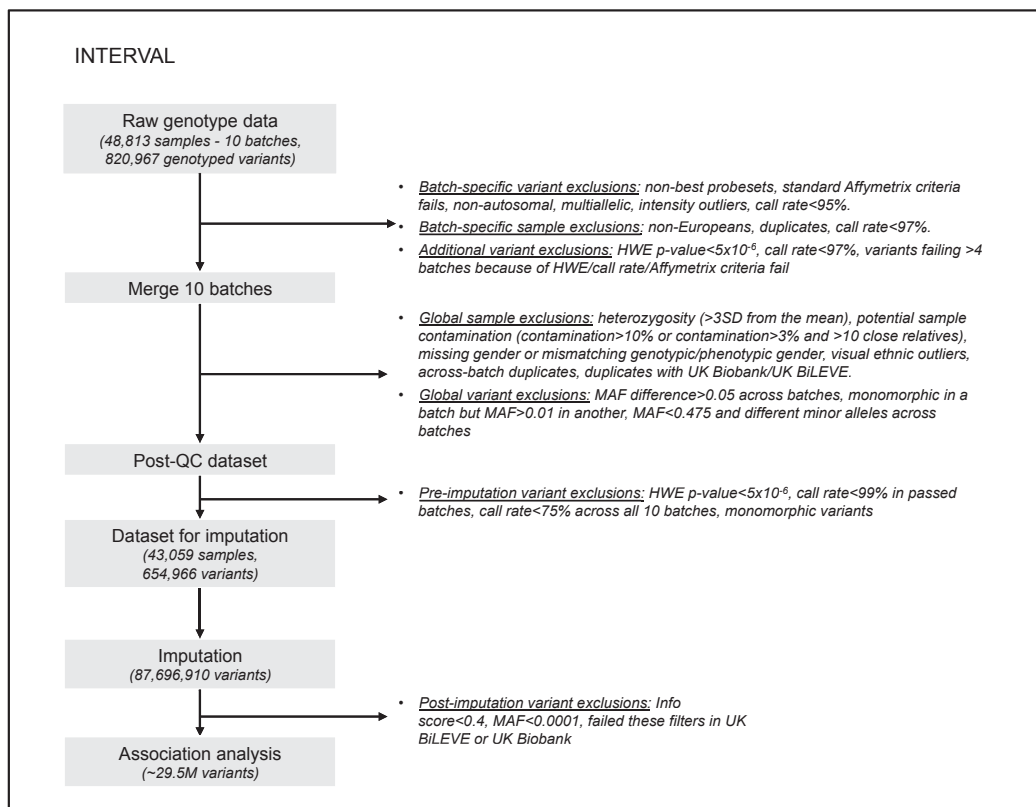 INTERVAL
Raw genotype data
(48,813 samples - 10 batches,
820,967 genotyped variants)
• Batch-specific variant exclusions: non-best probesets, standard Affymetrix criteria
fails, non-autosomal, multiallelic, intensity outliers, call rate<95%.
• Batch-specific sample exclusions: non-Europeans, duplicates, call rate<97%.
• Additional variant exclusions: HWE p-value<5x10⁻⁶, call rate<97%, variants failing >4
batches because of HWE/call rate/Affymetrix criteria fail
Merge 10 batches
• Global sample exclusions: heterozygosity (>3SD from the mean), potential sample
contamination (contamination>10% or contamination>3% and >10 close relatives),
missing gender or mismatching genotypic/phenotypic gender, visual ethnic outliers,
across-batch duplicates, duplicates with UK Biobank/UK BiLEVE.
• Global variant exclusions: MAF difference>0.05 across batches, monomorphic in a
batch but MAF>0.01 in another, MAF<0.475 and different minor alleles across
batches
Post-QC dataset
• Pre-imputation variant exclusions: HWE p-value<5x10⁻⁶, call rate<99% in passed
batches, call rate<75% across all 10 batches, monomorphic variants
Dataset for imputation
(43,059 samples,
654,966 variants)
Imputation
(87,696,910 variants)
• Post-imputation variant exclusions: Info
score<0.4, MAF<0.0001, failed these filters in UK
BiLEVE or UK Biobank
Association analysis
(~29.5M variants)